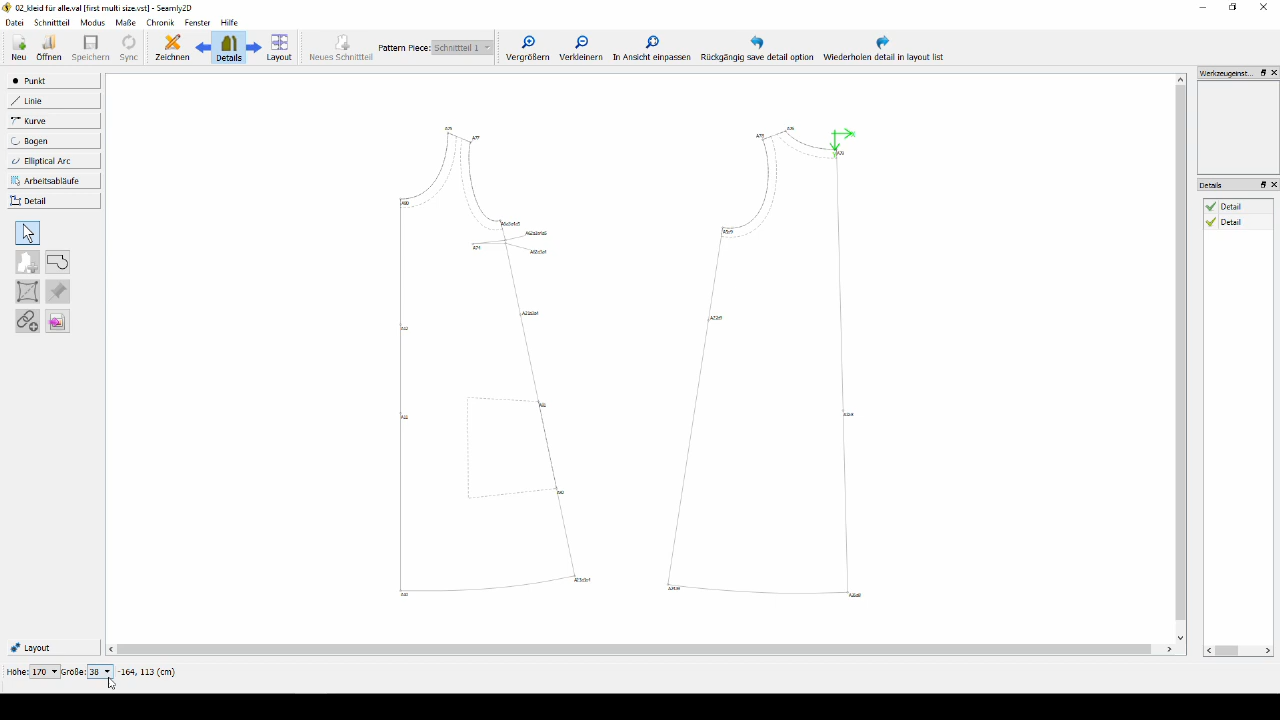 02_kleid für alle.val [first multi size.vst] - Seamly2D
Datei Schnittteil Modus Maße Chronik Fenster Hilfe
Neu Öffnen Speichern Sync Zeichnen Details Layout Neues Schnittteil Pattern Piece: Schnittteil 1 Vergrößern Verkleinern In Ansicht einpassen Rückgängig save detail option Wiederholen detail in layout list
Punkt
Linie
Kurve
Bogen
Elliptical Arc
Arbeitsabläufe
Detail
Layout
Werkzeugeinst...
Details
Detail
Detail
A77
A12
Höhe: 170 Größe: 38 -164, 113 (cm)